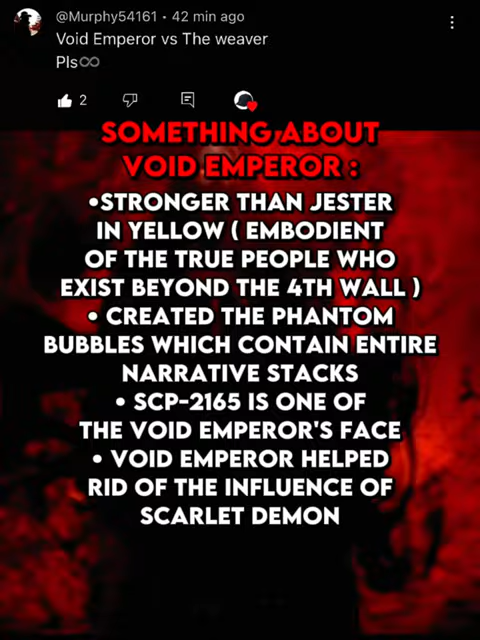 @Murphy54161 • 42 min ago
Void Emperor vs The weaver
Pls♾
2
SOMETHING ABOUT
VOID EMPEROR :
•STRONGER THAN JESTER
IN YELLOW ( EMBODIENT
OF THE TRUE PEOPLE WHO
EXIST BEYOND THE 4TH WALL )
• CREATED THE PHANTOM
BUBBLES WHICH CONTAIN ENTIRE
NARRATIVE STACKS
• SCP-2165 IS ONE OF
THE VOID EMPEROR'S FACE
• VOID EMPEROR HELPED
RID OF THE INFLUENCE OF
SCARLET DEMON